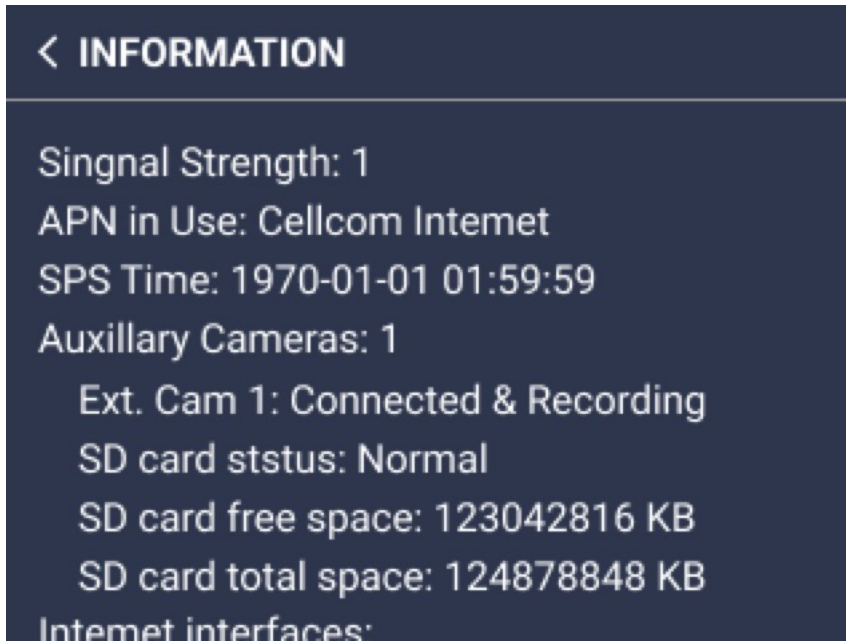 < INFORMATION
Singnal Strength: 1
APN in Use: Cellcom Intemet
SPS Time: 1970-01-01 01:59:59
Auxillary Cameras: 1
Ext. Cam 1: Connected & Recording
SD card ststus: Normal
SD card free space: 123042816 KB
SD card total space: 124878848 KB
Intemet interfaces: